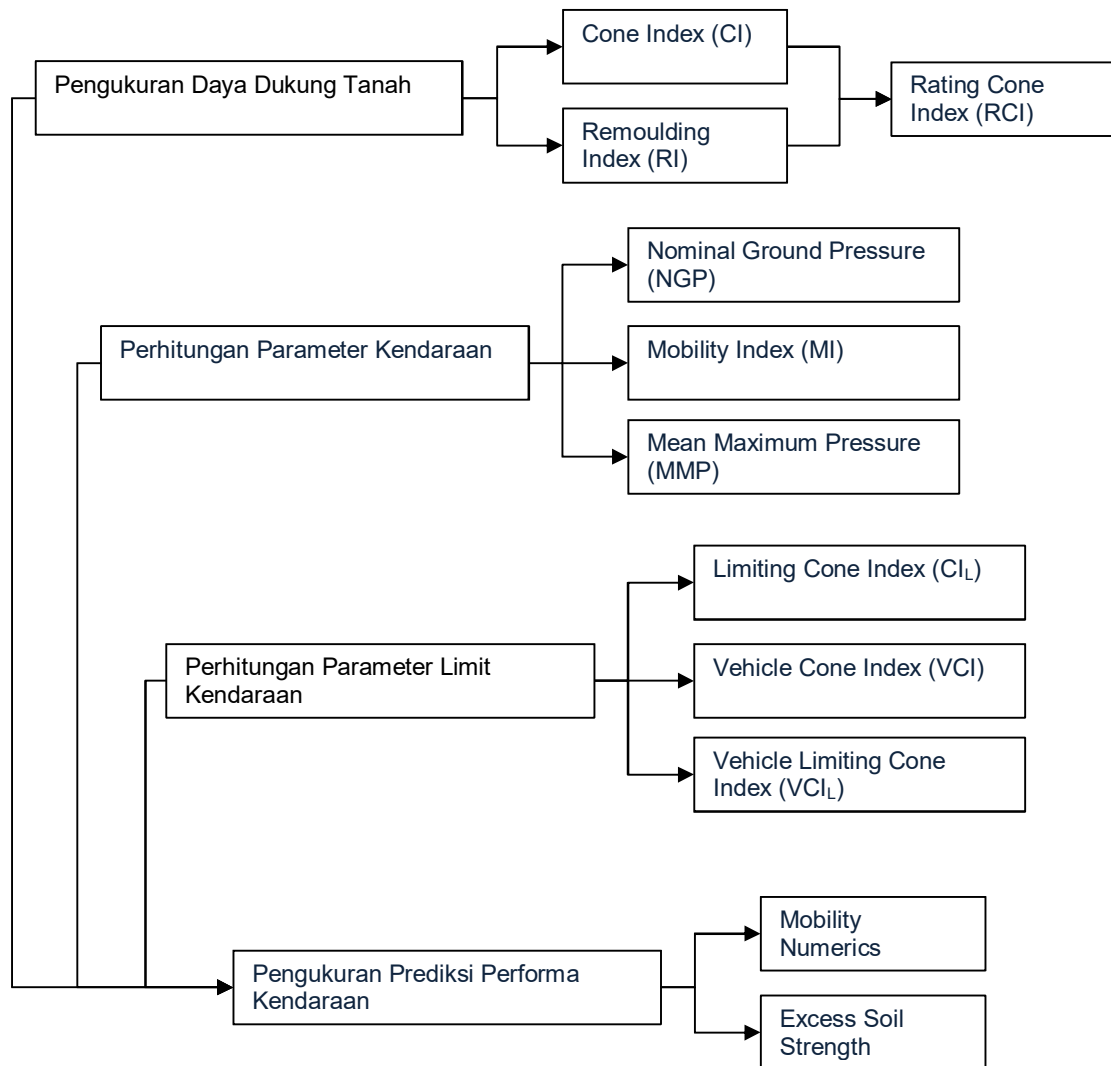 Pengukuran Daya Dukung Tanah
Cone Index (CI)
Remoulding
Index (RI)
Rating Cone
Index (RCI)
Perhitungan Parameter Kendaraan
Nominal Ground Pressure
(NGP)
Mobility Index (MI)
Mean Maximum Pressure
(MMP)
Perhitungan Parameter Limit
Kendaraan
Limiting Cone Index (CIL)
Vehicle Cone Index (VCI)
Vehicle Limiting Cone
Index (VCIL)
Pengukuran Prediksi Performa
Kendaraan
Mobility
Numerics
Excess Soil
Strength